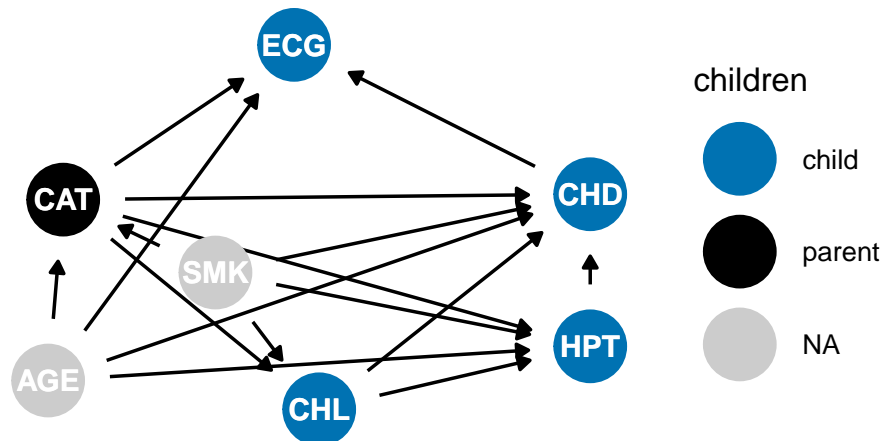 ECG
children
child
CAT
CHD
parent
SMK
HPT
NA
AGE
CHL